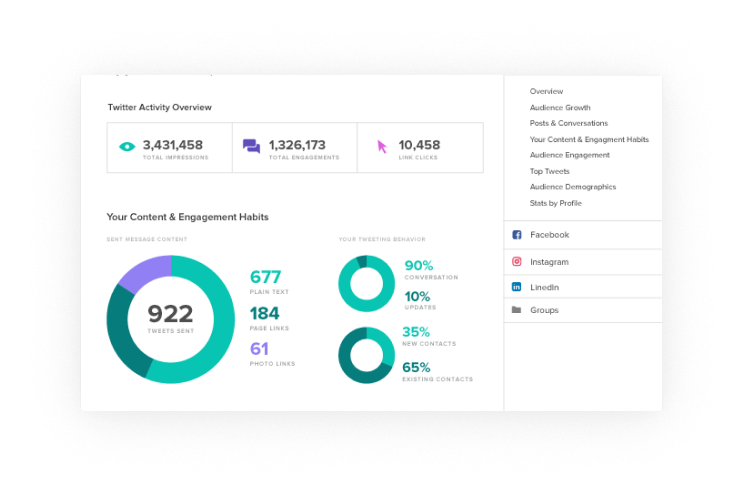 Twitter Activity Overview
3,431,458
TOTAL IMPRESSIONS
1,326,173
TOTAL ENGAGEMENTS
10,458
LINK CLICKS
Your Content & Engagement Habits
SENT MESSAGE CONTENT
922
TWEETS SENT
677
PLAIN TEXT
184
PAGE LINKS
61
PHOTO LINKS
YOUR TWEETING BEHAVIOR
90%
CONVERSATION
10%
UPDATES
35%
NEW CONTACTS
65%
EXISTING CONTACTS
Overview
Audience Growth
Posts & Conversations
Your Content & Engagment Habits
Audience Engagement
Top Tweets
Audience Demographics
Stats by Profile
Facebook
Instagram
LinedIn
Groups